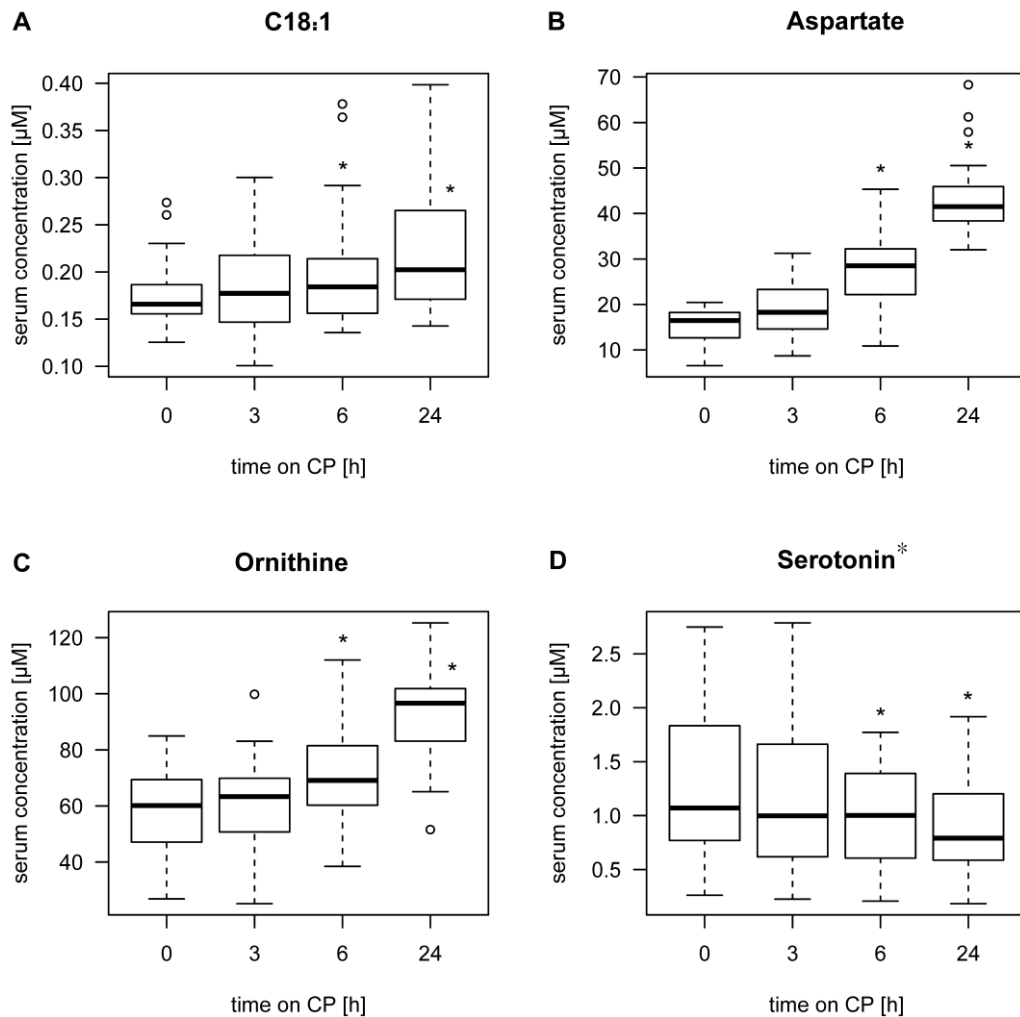 A C18:1
serum concentration [µM]
0.40
0.35
0.30
0.25
0.20
0.15
0.10
*
*
0 3 6 24
time on CP [h]
B Aspartate
serum concentration [µM]
70
60
50
40
30
20
10
*
*
0 3 6 24
time on CP [h]
C Ornithine
serum concentration [µM]
120
100
80
60
40
*
*
0 3 6 24
time on CP [h]
D Serotonin*
serum concentration [µM]
2.5
2.0
1.5
1.0
0.5
*
*
0 3 6 24
time on CP [h]